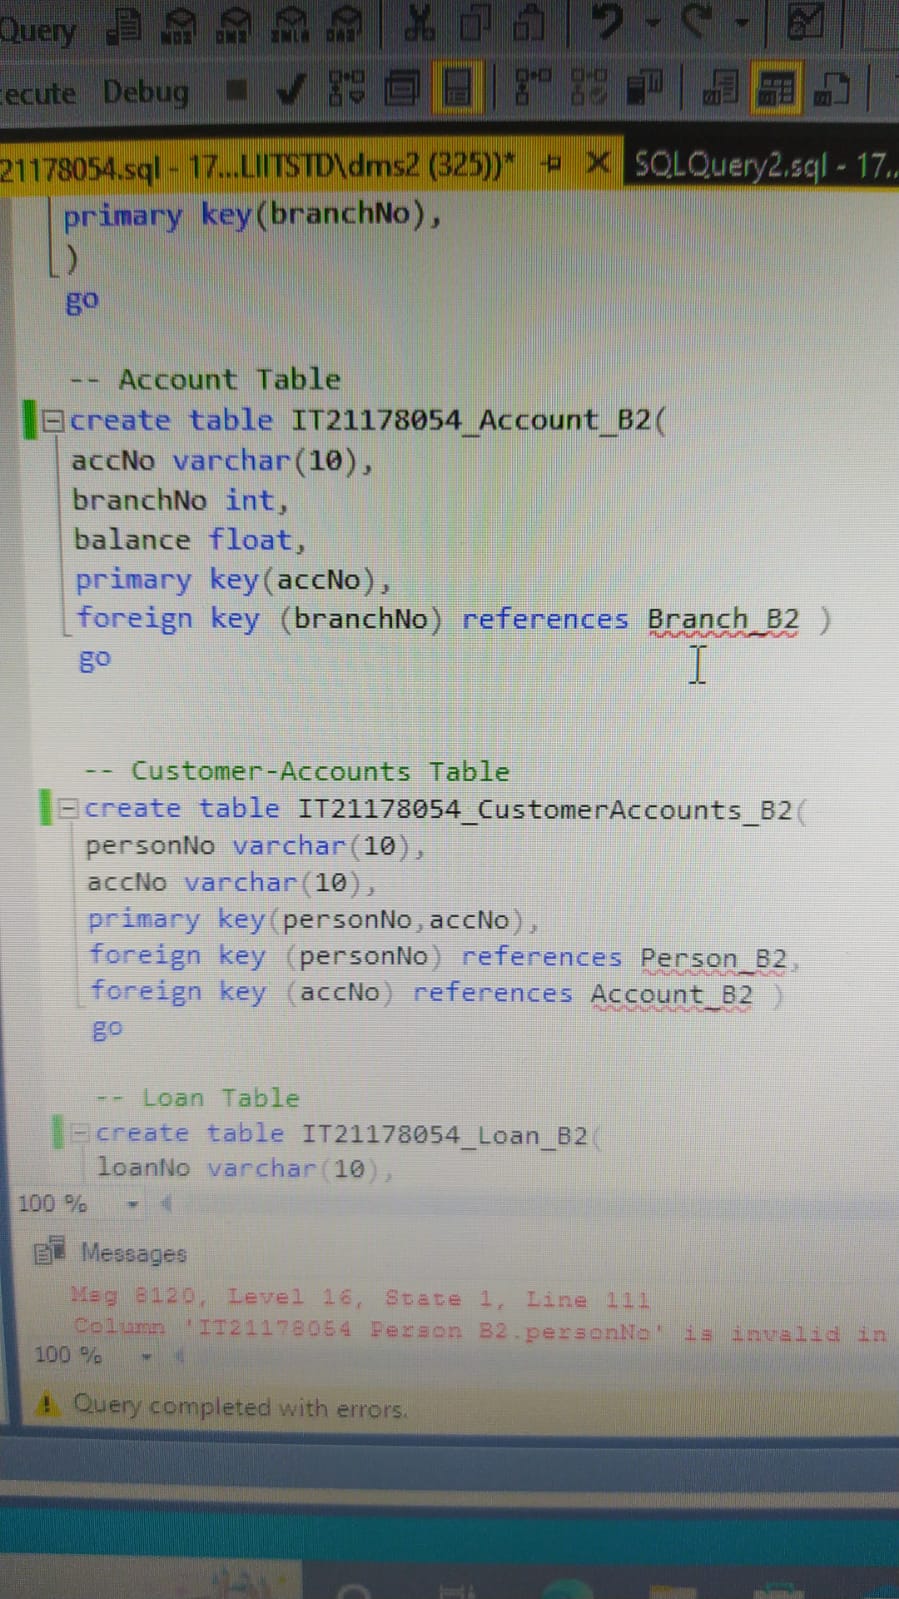 Query
ecute Debug
21178054.sql - 17...LIITSTD\dms2 (325))* SQLQuery2.sql - 17..
primary key(branchNo),
)
go
-- Account Table
create table IT21178054_Account_B2(
accNo varchar(10),
branchNo int,
balance float,
primary key(accNo),
foreign key (branchNo) references Branch_B2 )
go
-- Customer-Accounts Table
create table IT21178054_CustomerAccounts_B2(
personNo varchar(10),
accNo varchar(10),
primary key(personNo,accNo),
foreign key (personNo) references Person_B2,
foreign key (accNo) references Account_B2 )
go
-- Loan Table
create table IT21178054_Loan_B2(
loanNo varchar(10),
100 %
Messages
Msg 8120, Level 16, State 1, Line 111
Column 'IT21178054_Person_B2.personNo' is invalid in
100 %
Query completed with errors.